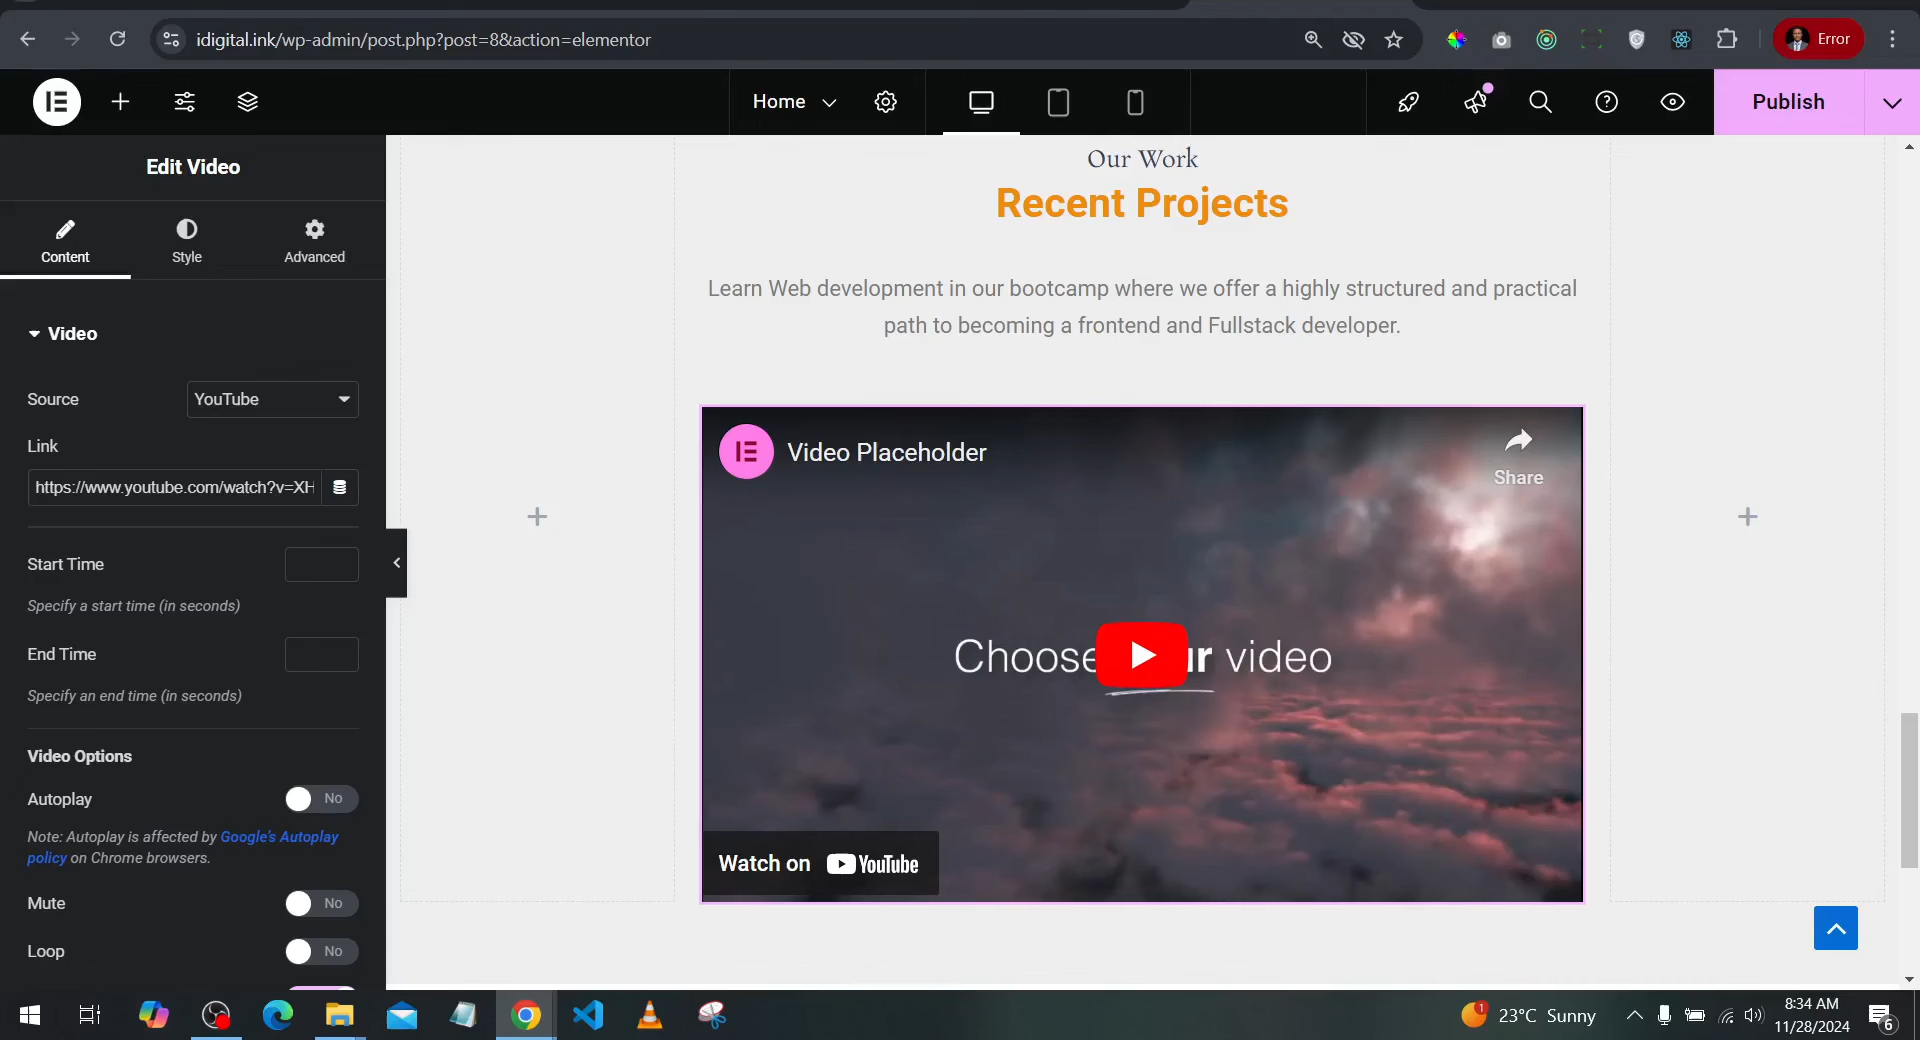 idigital.ink/wp-admin/post.php?post=8&action=elementor
Error
Home
Publish
Edit Video
Content
Style
Advanced
Video
Source
YouTube
Link
https://www.youtube.com/watch?v=XH
Start Time
Specify a start time (in seconds)
End Time
Specify an end time (in seconds)
Video Options
Autoplay
No
Note: Autoplay is affected by Google's Autoplay
policy on Chrome browsers.
Mute
No
Loop
No
Our Work
Recent Projects
Learn Web development in our bootcamp where we offer a highly structured and practical
path to becoming a frontend and Fullstack developer.
Video Placeholder
Share
video
Watch on YouTube
1
23°C Sunny
8:34 AM
11/28/2024
6